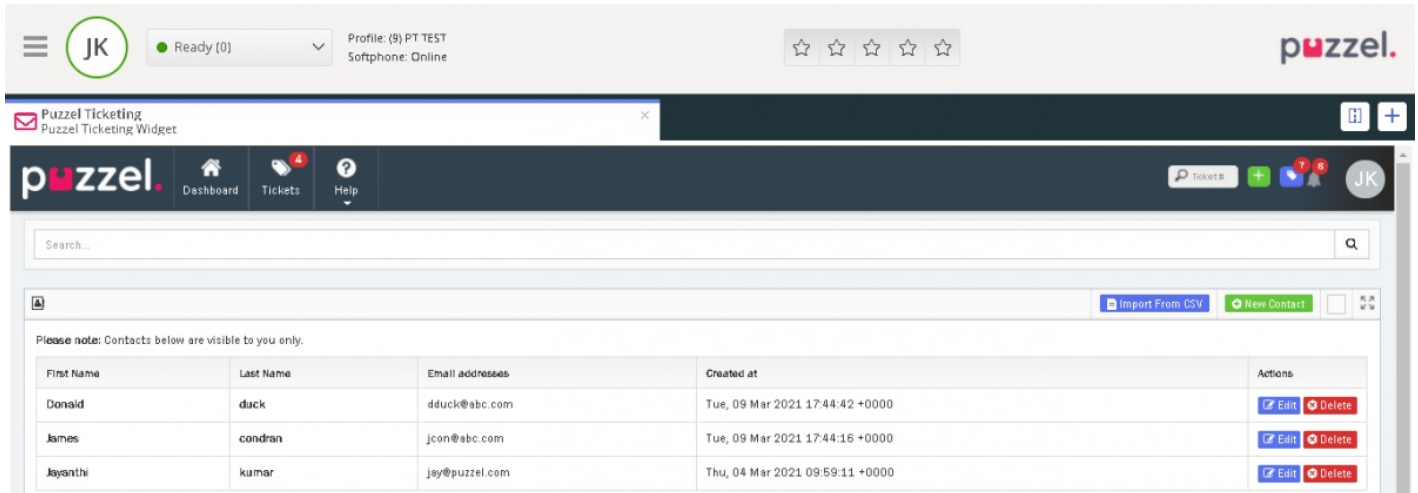 JK
Ready (0)
Profile: (9) PT TEST
Softphone: Online
puzzel.
Puzzel Ticketing
Puzzel Ticketing Widget
puzzel.
Dashboard
Tickets
4
Help
Ticket #
7
6
JK
Search...
Import From CSV
New Contact
Please note: Contacts below are visible to you only.
First Name Last Name Email addresses Created at Actions
Donald duck dduck@abc.com Tue, 09 Mar 2021 17:44:42 +0000 Edit Delete
James condran jcon@abc.com Tue, 09 Mar 2021 17:44:16 +0000 Edit Delete
Jayanthi kumar jay@puzzel.com Thu, 04 Mar 2021 09:59:11 +0000 Edit Delete